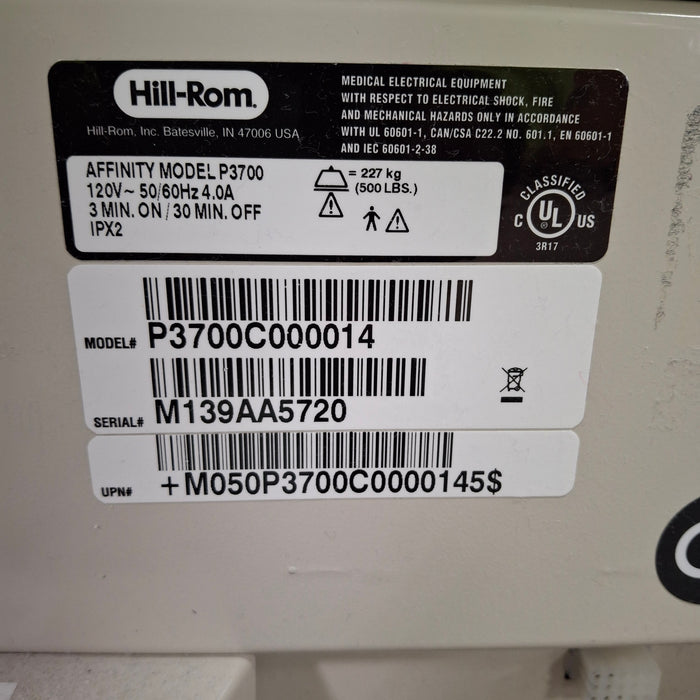 Hill-Rom.
Hill-Rom, Inc. Batesville, IN 47006 USA
MEDICAL ELECTRICAL EQUIPMENT
WITH RESPECT TO ELECTRICAL SHOCK, FIRE
AND MECHANICAL HAZARDS ONLY IN ACCORDANCE
WITH UL 60601-1, CAN/CSA C22.2 NO. 601.1, EN 60601-1
AND IEC 60601-2-38
AFFINITY MODEL P3700
120V~ 50/60Hz 4.0A
3 MIN. ON / 30 MIN. OFF
IPX2
= 227 kg
(500 LBS.)
CLASSIFIED
C UL US
®
3R17
MODEL# P3700C000014
SERIAL# M139AA5720
UPN# +M050P3700C0000145$